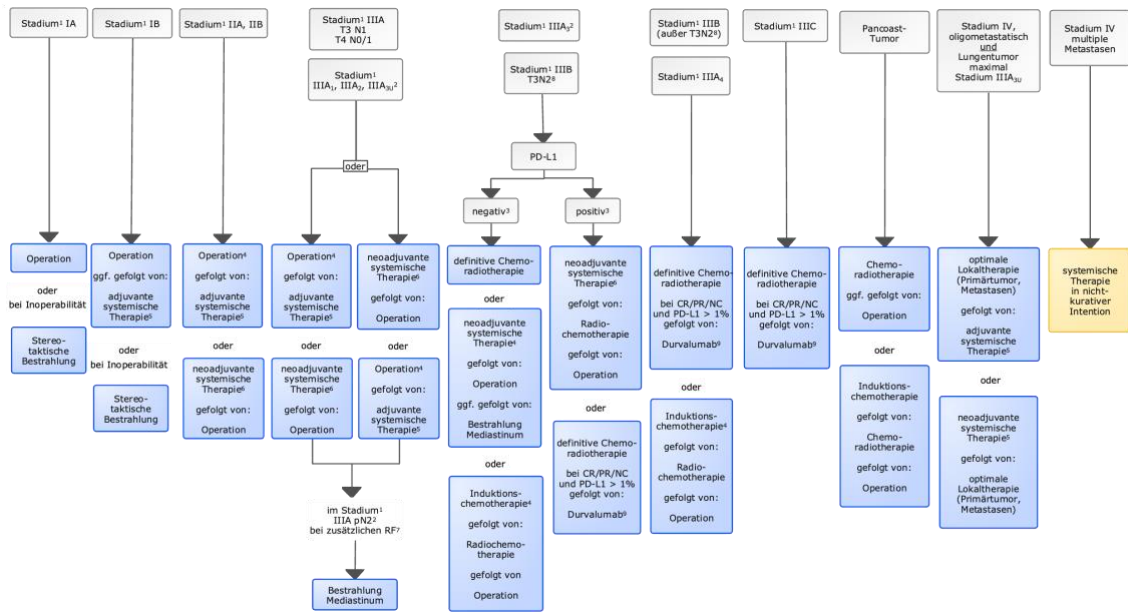 Stadium¹ IA
Stadium¹ IB
Stadium¹ IIA, IIB
Stadium¹ IIIA
T3 N1
T4 N0/1
Stadium¹
IIIA₁, IIIA₂, IIIA₃ᵤ²
Stadium¹ IIIA₃²
Stadium¹ IIIB
T3N2⁸
Stadium¹ IIIB
(außer T3N2⁸)
Stadium¹ IIIA₄
Stadium¹ IIIC
Pancoast-
Tumor
Stadium IV,
oligometastatisch
und
Lungentumor
maximal
Stadium IIIA₃ᵤ
Stadium IV
multiple
Metastasen
oder
PD-L1
negativ³
positiv³
Operation
oder
bei Inoperabilität
Stereo-
taktische
Bestrahlung
Operation
ggf. gefolgt von:
adjuvante
systemische
Therapie⁵
oder
bei Inoperabilität
Stereo-
taktische
Bestrahlung
Operation⁴
gefolgt von:
adjuvante
systemische
Therapie⁵
oder
neoadjuvante
systemische
Therapie⁶
gefolgt von:
Operation
Operation⁴
gefolgt von:
adjuvante
systemische
Therapie⁵
oder
neoadjuvante
systemische
Therapie⁶
gefolgt von:
Operation
neoadjuvante
systemische
Therapie⁶
gefolgt von:
Operation
oder
Operation⁴
gefolgt von:
adjuvante
systemische
Therapie⁵
im Stadium¹
IIIA pN2²
bei zusätzlichen RF⁷
Bestrahlung
Mediastinum
definitive Chemo-
radiotherapie
oder
neoadjuvante
systemische
Therapie⁴
gefolgt von:
Operation
ggf. gefolgt von:
Bestrahlung
Mediastinum
oder
Induktions-
chemotherapie⁴
gefolgt von:
Radiochemo-
therapie
gefolgt von
Operation
neoadjuvante
systemische
Therapie⁶
gefolgt von:
Radio-
chemotherapie
gefolgt von:
Operation
oder
definitive Chemo-
radiotherapie
bei CR/PR/NC
und PD-L1 > 1%
gefolgt von:
Durvalumab⁹
definitive Chemo-
radiotherapie
bei CR/PR/NC
und PD-L1 > 1%
gefolgt von:
Durvalumab⁹
oder
Induktions-
chemotherapie⁴
gefolgt von:
Radio-
chemotherapie
gefolgt von:
Operation
definitive Chemo-
radiotherapie
bei CR/PR/NC
und PD-L1 > 1%
gefolgt von:
Durvalumab⁹
Chemo-
radiotherapie
ggf. gefolgt von:
Operation
oder
Induktions-
chemotherapie
gefolgt von:
Chemo-
radiotherapie
gefolgt von:
Operation
optimale
Lokaltherapie
(Primärtumor,
Metastasen)
gefolgt von:
adjuvante
systemische
Therapie⁵
oder
neoadjuvante
systemische
Therapie⁵
gefolgt von:
optimale
Lokaltherapie
(Primärtumor,
Metastasen)
systemische
Therapie
in nicht-
kurativer
Intention